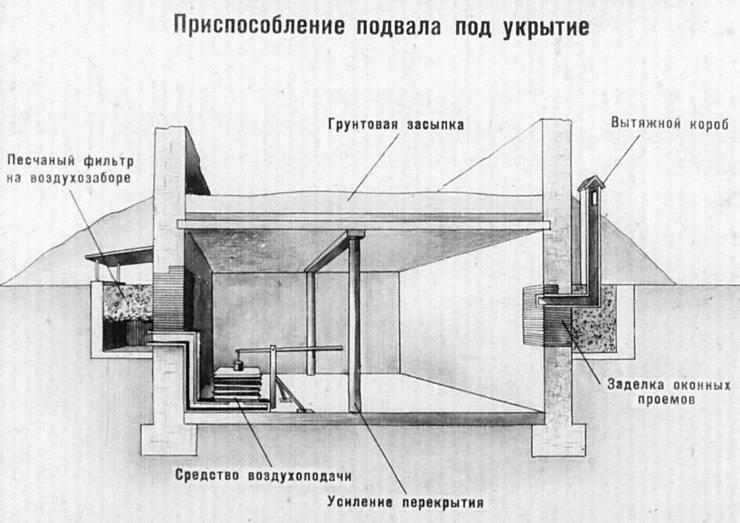 Приспособление подвала под укрытие
Грунтовая засыпка
Вытяжной короб
Песчаный фильтр
на воздухозаборе
Заделка оконных
проемов
Средство воздухоподачи
Усиление перекрытия